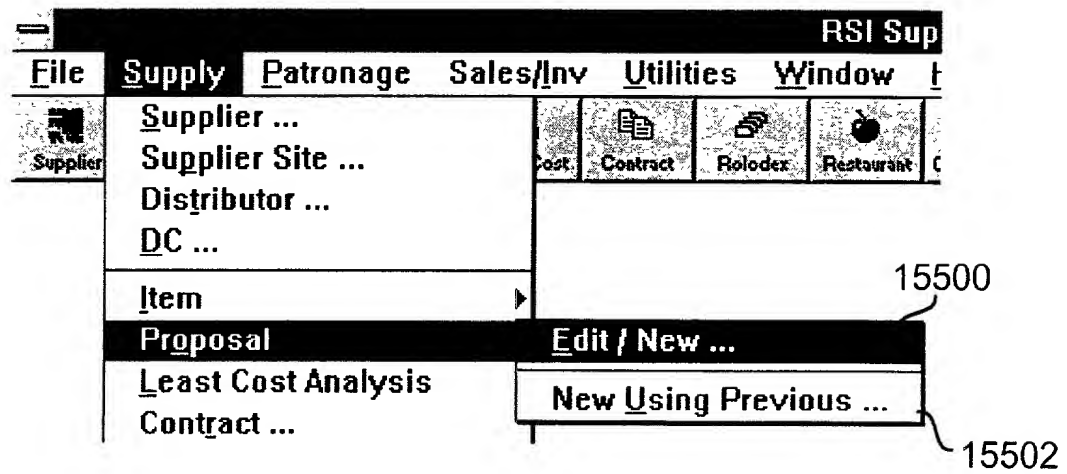 RSI Sup
File Supply Patronage Sales/Inv Utilities Window
Supplier Cost Contract Rolodex Restaurant
Supplier ...
Supplier Site ...
Distributor ...
DC ...
Item
Proposal
Least Cost Analysis
Contract ...
Edit / New ...
New Using Previous ...
15500
15502